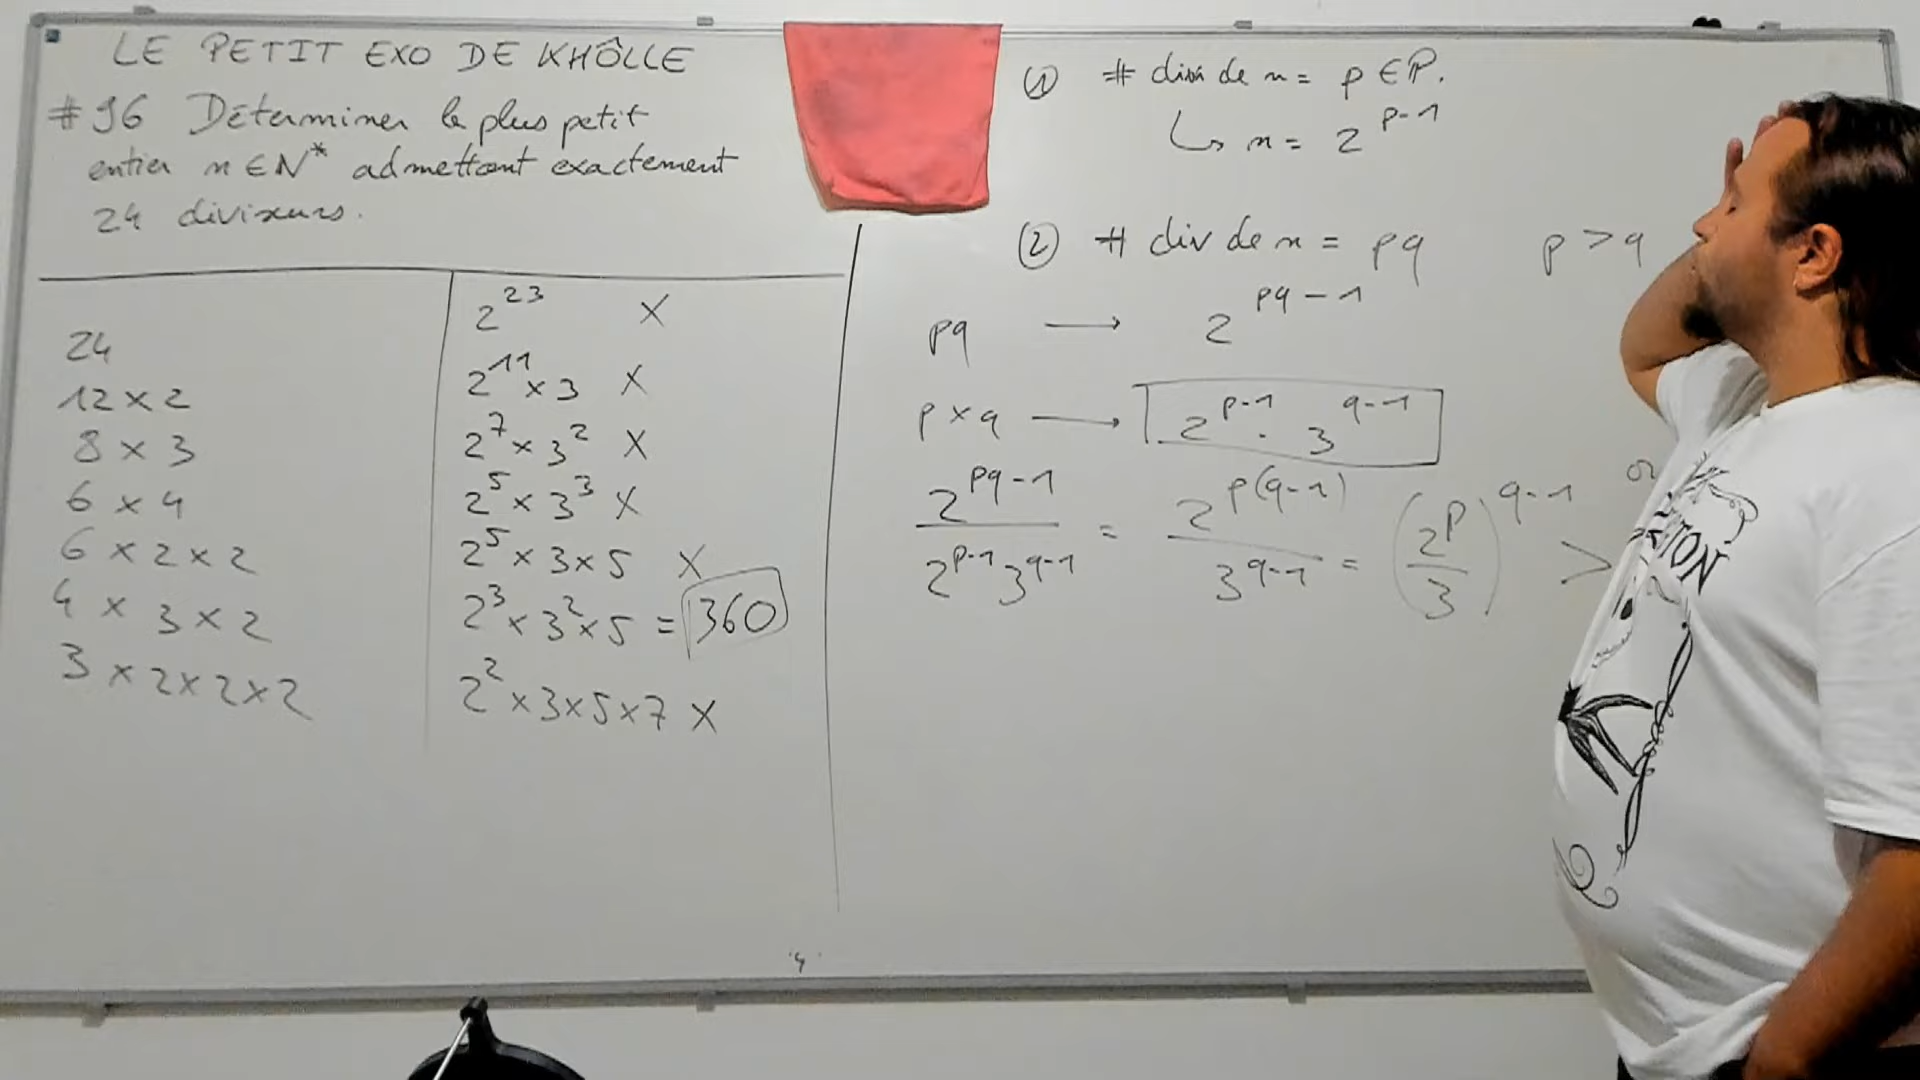 LE PETIT EXO DE KHÔLLE
#96 Déterminer le plus petit
entier n ∈ N* admettant exactement
24 diviseurs.
24
12 × 2
8 × 3
6 × 4
6 × 2 × 2
4 × 3 × 2
3 × 2 × 2 × 2
2^23 X
2^11 × 3 X
2^7 × 3^2 X
2^5 × 3^3 X
2^5 × 3 × 5 X
2^3 × 3^2 × 5 = 360
2^2 × 3 × 5 × 7 X
① # div de n = p ∈ P.
↳ n = 2^(p-1)
② # div de n = pq p > q
pq → 2^(pq-1)
p × q → 2^(p-1) · 3^(q-1)
2^(pq-1) / 2^(p-1) 3^(q-1) = 2^(p(q-1)) / 3^(q-1) = (2^p / 3)^(q-1) >
TON